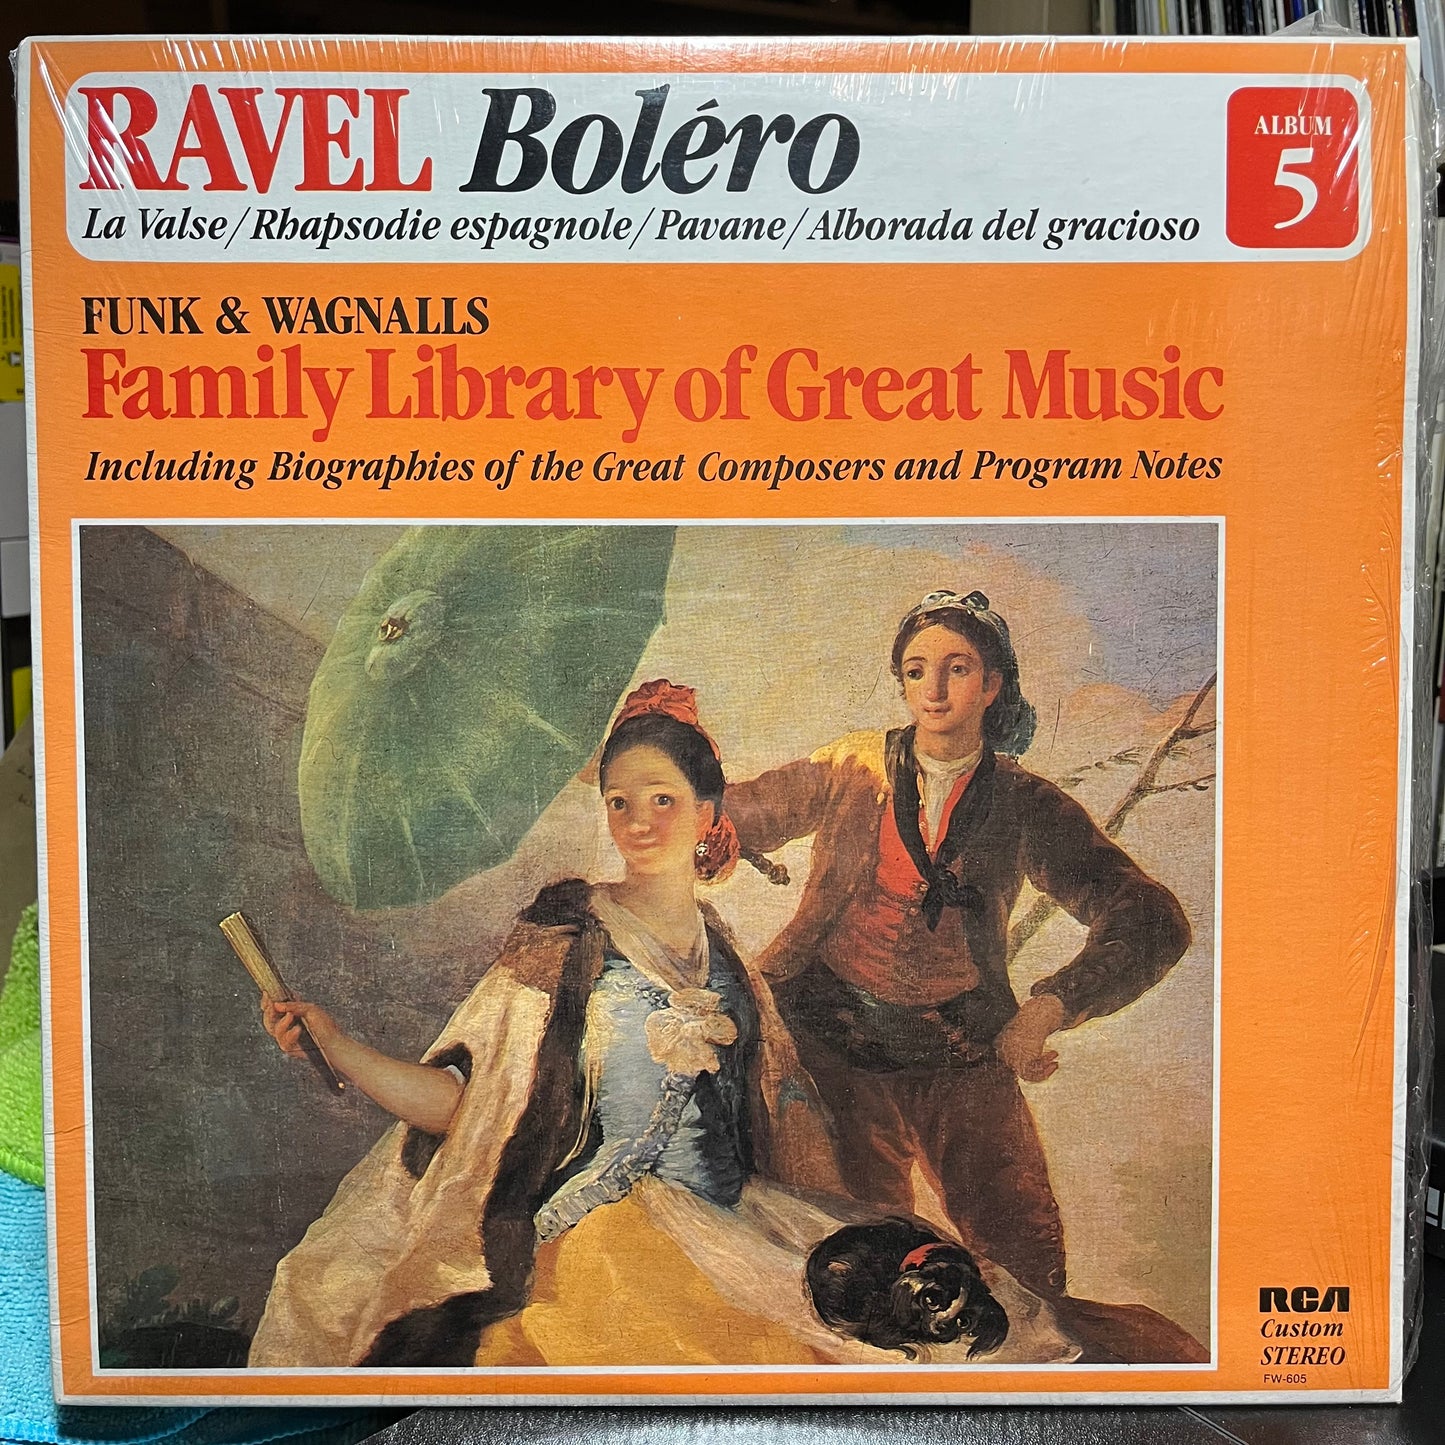 RAVEL Boléro
La Valse/Rhapsodie espagnole/Pavane/Alborada del gracioso
ALBUM
5
FUNK & WAGNALLS
Family Library of Great Music
Including Biographies of the Great Composers and Program Notes
RCA
Custom
STEREO
FW-605